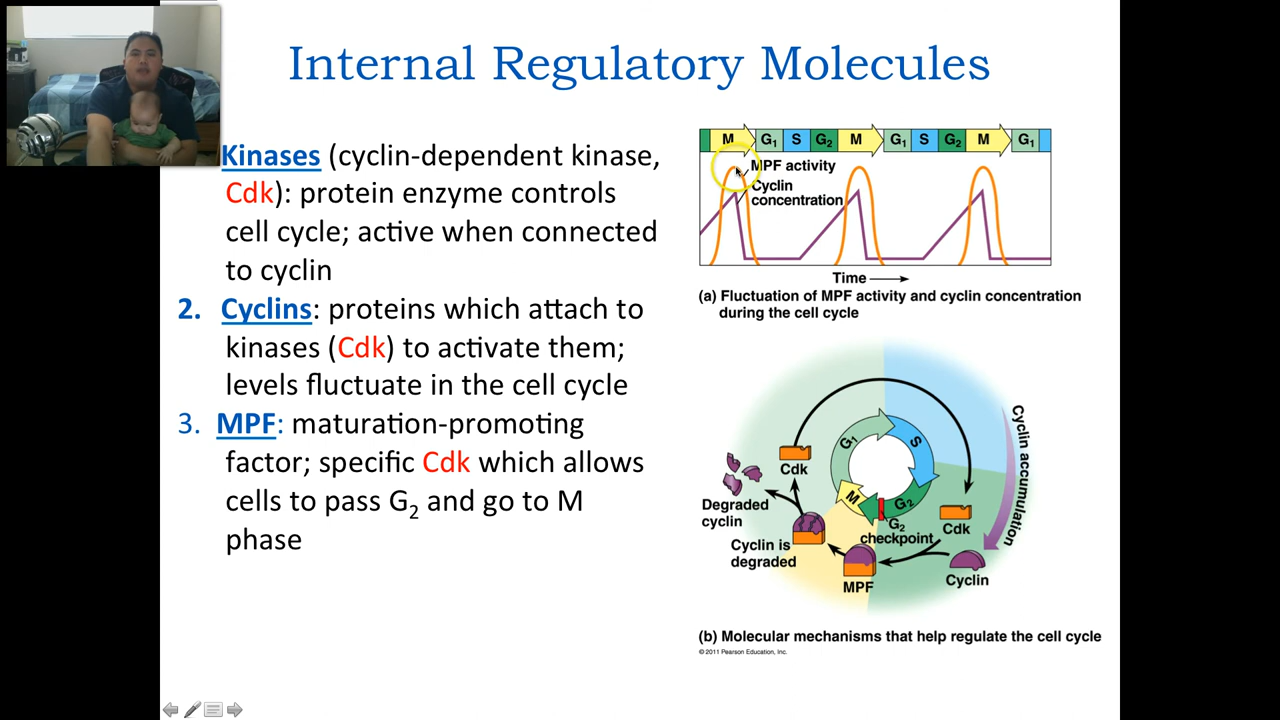 Internal Regulatory Molecules
Kinases (cyclin-dependent kinase,
Cdk): protein enzyme controls
cell cycle; active when connected
to cyclin
2. Cyclins: proteins which attach to
kinases (Cdk) to activate them;
levels fluctuate in the cell cycle
3. MPF: maturation-promoting
factor; specific Cdk which allows
cells to pass G2 and go to M
phase
M G1 S G2 M G1 S G2 M G1
MPF activity
Cyclin
concentration
Time
(a) Fluctuation of MPF activity and cyclin concentration
during the cell cycle
G1
S
G2
M
Cdk
Degraded
cyclin
Cyclin is
degraded
G2
checkpoint
MPF
Cdk
Cyclin
Cyclin accumulation
(b) Molecular mechanisms that help regulate the cell cycle
© 2011 Pearson Education, Inc.